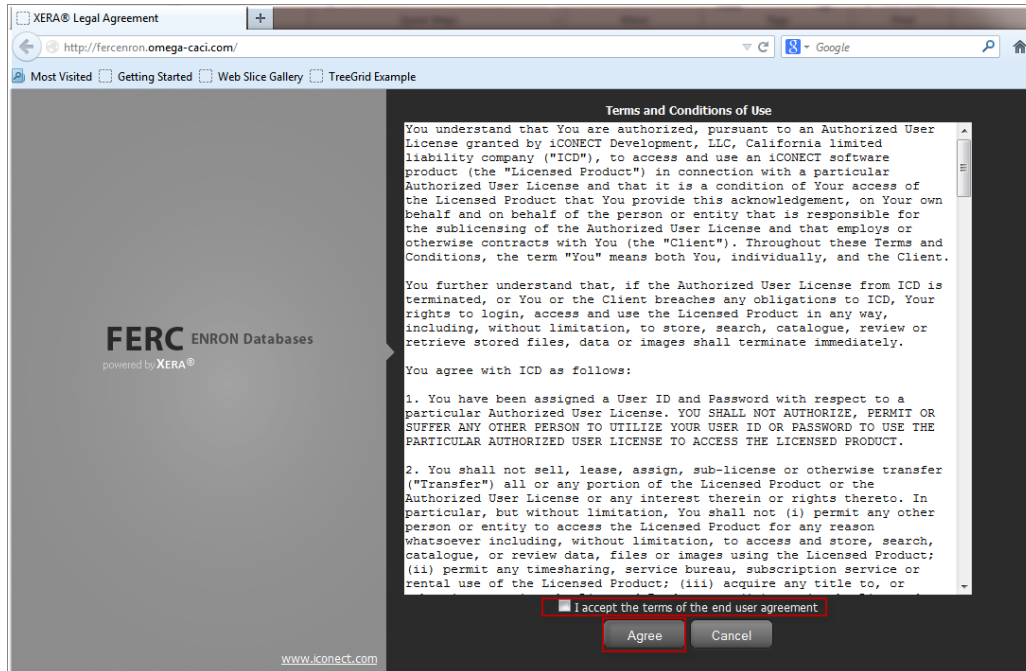 XERA® Legal Agreement
+
http://fercenron.omega-caci.com/
8 Google
Most Visited Getting Started Web Slice Gallery TreeGrid Example
Terms and Conditions of Use
You understand that You are authorized, pursuant to an Authorized User
License granted by iCONECT Development, LLC, California limited
liability company ("ICD"), to access and use an iCONECT software
product (the "Licensed Product") in connection with a particular
Authorized User License and that it is a condition of Your access of
the Licensed Product that You provide this acknowledgement, on Your own
behalf and on behalf of the person or entity that is responsible for
the sublicensing of the Authorized User License and that employs or
otherwise contracts with You (the "Client"). Throughout these Terms and
Conditions, the term "You" means both You, individually, and the Client.
You further understand that, if the Authorized User License from ICD is
terminated, or You or the Client breaches any obligations to ICD, Your
rights to login, access and use the Licensed Product in any way,
including, without limitation, to store, search, catalogue, review or
retrieve stored files, data or images shall terminate immediately.
You agree with ICD as follows:
1. You have been assigned a User ID and Password with respect to a
particular Authorized User License. YOU SHALL NOT AUTHORIZE, PERMIT OR
SUFFER ANY OTHER PERSON TO UTILIZE YOUR USER ID OR PASSWORD TO USE THE
PARTICULAR AUTHORIZED USER LICENSE TO ACCESS THE LICENSED PRODUCT.
2. You shall not sell, lease, assign, sub-license or otherwise transfer
("Transfer") all or any portion of the Licensed Product or the
Authorized User License or any interest therein or rights thereto. In
particular, but without limitation, You shall not (i) permit any other
person or entity to access the Licensed Product for any reason
whatsoever including, without limitation, to access and store, search,
catalogue, or review data, files or images using the Licensed Product;
(ii) permit any timesharing, service bureau, subscription service or
rental use of the Licensed Product; (iii) acquire any title to, or
I accept the terms of the end user agreement
Agree Cancel
FERC ENRON Databases
powered by XERA®
www.iconect.com